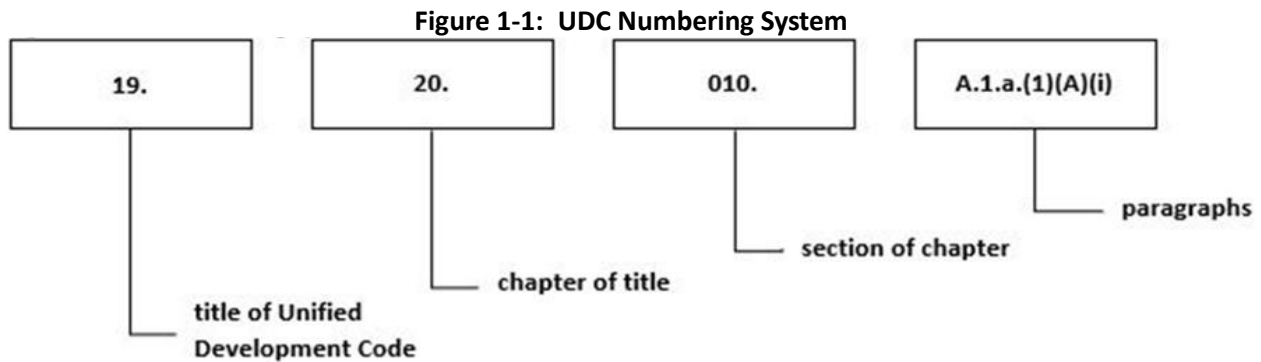 Figure 1-1: UDC Numbering System
19.
20.
010.
A.1.a.(1)(A)(i)
paragraphs
section of chapter
chapter of title
title of Unified
Development Code